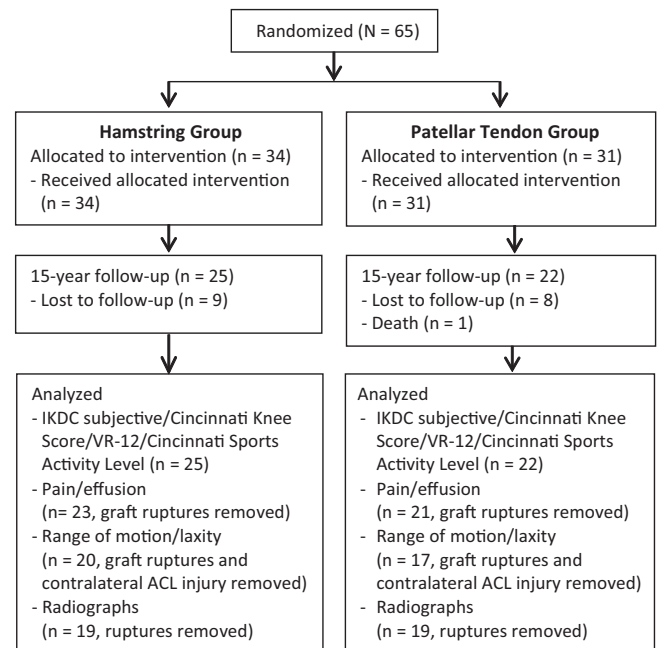 Randomized (N = 65)
Hamstring Group
Allocated to intervention (n = 34)
- Received allocated intervention
(n = 34)
Patellar Tendon Group
Allocated to intervention (n = 31)
- Received allocated intervention
(n = 31)
15-year follow-up (n = 25)
- Lost to follow-up (n = 9)
15-year follow-up (n = 22)
- Lost to follow-up (n = 8)
- Death (n = 1)
Analyzed
- IKDC subjective/Cincinnati Knee
Score/VR-12/Cincinnati Sports
Activity Level (n = 25)
- Pain/effusion
(n= 23, graft ruptures removed)
- Range of motion/laxity
(n = 20, graft ruptures and
contralateral ACL injury removed)
- Radiographs
(n = 19, ruptures removed)
Analyzed
- IKDC subjective/Cincinnati Knee
Score/VR-12/Cincinnati Sports
Activity Level (n = 22)
- Pain/effusion
(n = 21, graft ruptures removed)
- Range of motion/laxity
(n = 17, graft ruptures and
contralateral ACL injury removed)
- Radiographs
(n = 19, ruptures removed)